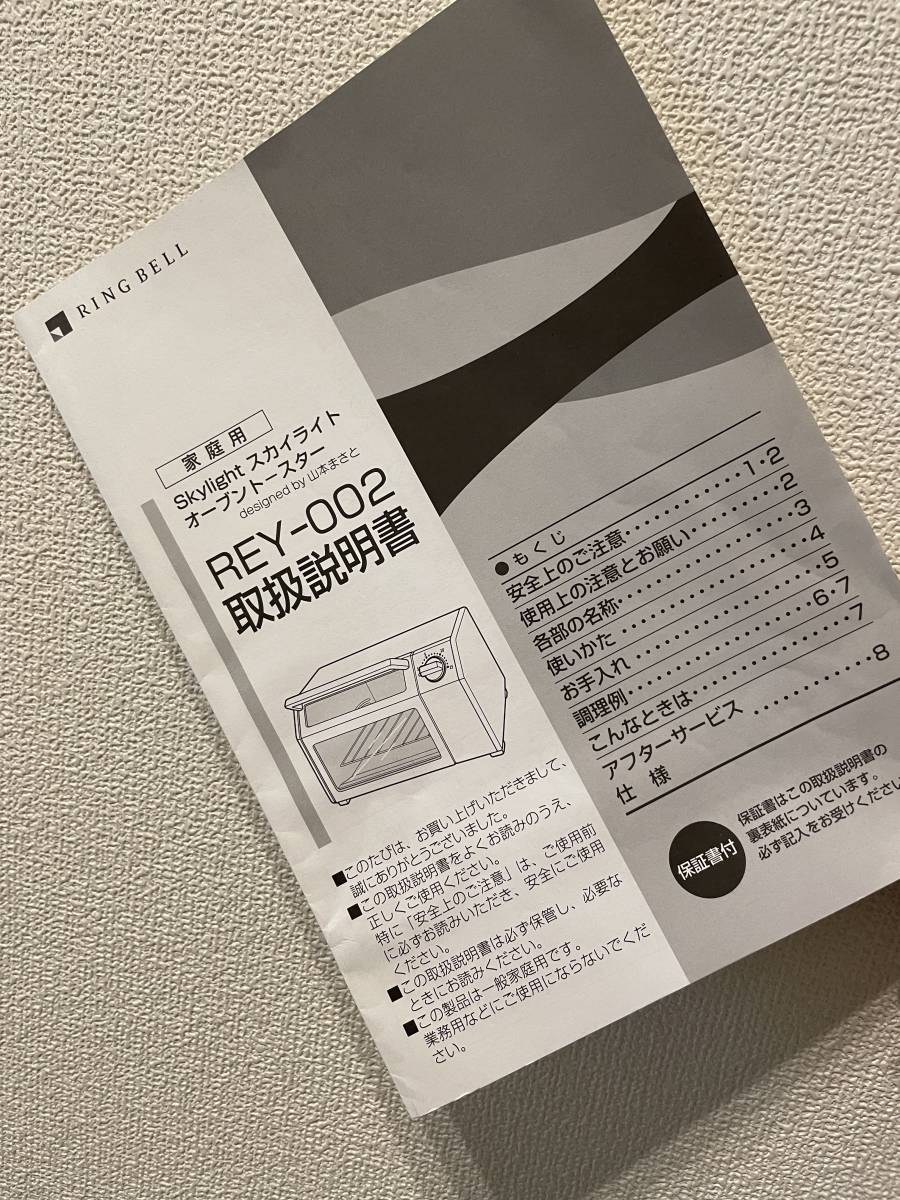 RING BELL
家庭用
Skylight スカイライト
オーブントースター
designed by 山本まさと
REY-002
取扱説明書
■このたびは、お買い上げいただきまして、
誠にありがとうございました。
■この取扱説明書をよくお読みのうえ、
正しくご使用ください。
特に「安全上のご注意」は、ご使用前
に必ずお読みいただき、安全にご使用
ください。
■この取扱説明書は必ず保管し、必要な
ときにお読みください。
■この製品は一般家庭用です。
業務用などにご使用にならないでくだ
さい。
●もくじ
安全上のご注意・・・・・・・・・・・・1・2
使用上の注意とお願い・・・・・・・・・2
各部の名称・・・・・・・・・・・・・・・3
使いかた・・・・・・・・・・・・・・・・4
お手入れ・・・・・・・・・・・・・・・・5
調理例・・・・・・・・・・・・・・・・6・7
こんなときは・・・・・・・・・・・・・・7
アフターサービス
仕様・・・・・・・・・・・・8
保証書付
保証書はこの取扱説明書の
裏表紙についています。
必ず記入をお受けください